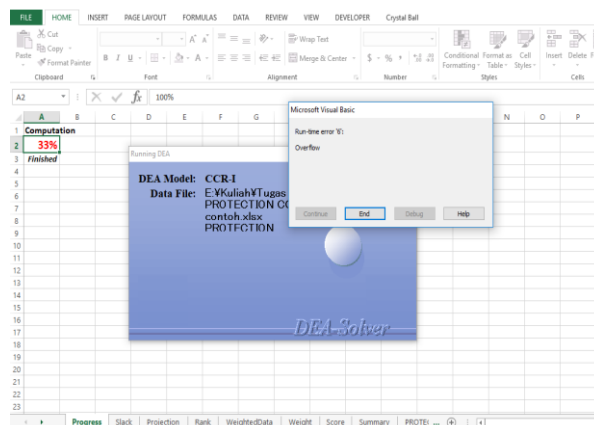 FILE HOME INSERT PAGE LAYOUT FORMULAS DATA REVIEW VIEW DEVELOPER Crystal Ball
Cut
Copy
Paste
Format Painter
B I U
A A
Wrap Text
Merge & Center
$ - % ,
Conditional Formatting
Format as Table
Cell Styles
Insert Delete F
Clipboard
Font
Alignment
Number
Styles
Cells
A2
fx
100%
A B C D E F G N O P
1 Computation
2 33%
3 Finished
4
5
6
7
8
9
10
11
12
13
14
15
16
17
18
19
20
21
22
23
Running DEA
DEA Model: CCR-I
Data File: E:¥Kuliah¥Tugas
PROTECTION CO
contoh.xlsx
PROTECTION
DEA-Solver
Microsoft Visual Basic
Run-time error '6':
Overflow
Continue End Debug Help
Progress Slack Projection Rank WeightedData Weight Score Summary PROTE ...